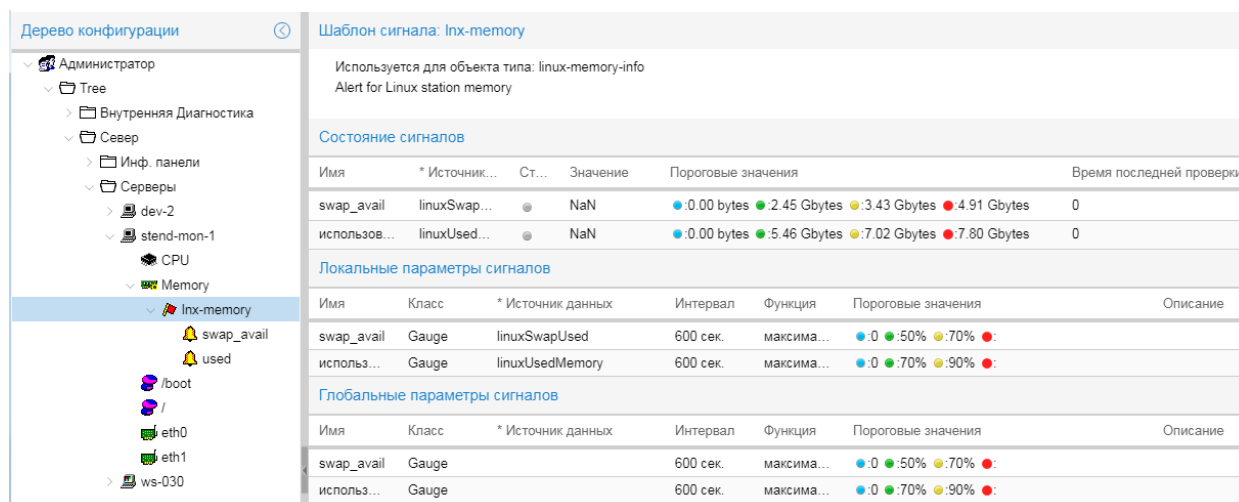 Дерево конфигурации
Администратор
Tree
Внутренняя Диагностика
Север
Инф. панели
Серверы
dev-2
stend-mon-1
CPU
Memory
lnx-memory
swap_avail
used
/boot
/
eth0
eth1
ws-030
Шаблон сигнала: lnx-memory
Используется для объекта типа: linux-memory-info
Alert for Linux station memory
Состояние сигналов
Имя * Источник... Ст... Значение Пороговые значения Время последней проверки
swap_avail linuxSwap... NaN :0.00 bytes :2.45 Gbytes :3.43 Gbytes :4.91 Gbytes 0
использов... linuxUsed... NaN :0.00 bytes :5.46 Gbytes :7.02 Gbytes :7.80 Gbytes 0
Локальные параметры сигналов
Имя Класс * Источник данных Интервал Функция Пороговые значения Описание
swap_avail Gauge linuxSwapUsed 600 сек. максима... :0 :50% :70% :
использ... Gauge linuxUsedMemory 600 сек. максима... :0 :70% :90% :
Глобальные параметры сигналов
Имя Класс * Источник данных Интервал Функция Пороговые значения Описание
swap_avail Gauge 600 сек. максима... :0 :50% :70% :
использ... Gauge 600 сек. максима... :0 :70% :90% :